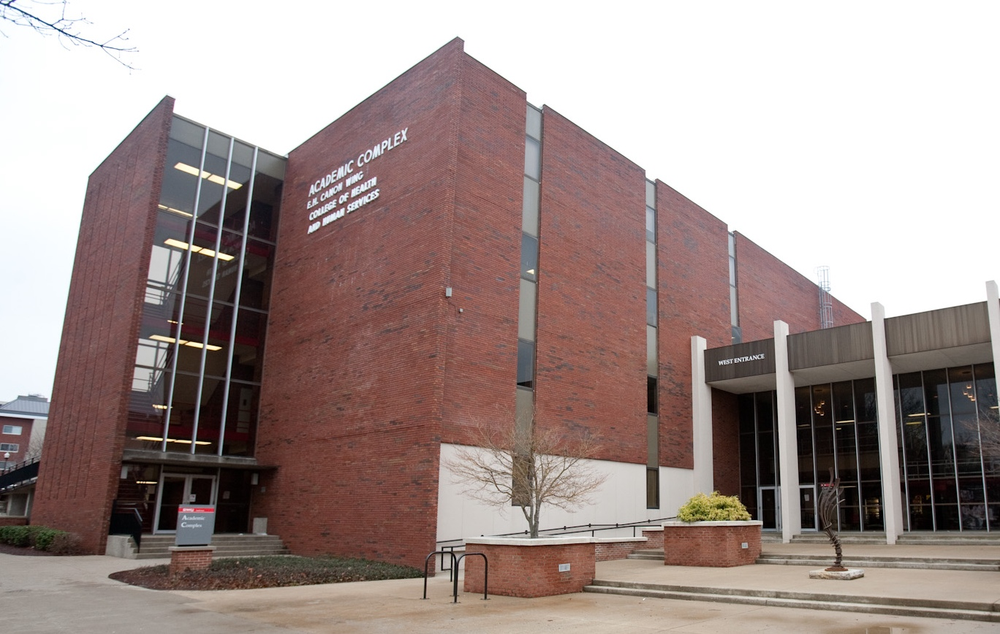 ACADEMIC COMPLEX
E.H. CANON WING
COLLEGE OF HEALTH
AND HUMAN SERVICES
WEST ENTRANCE
Academic
Complex